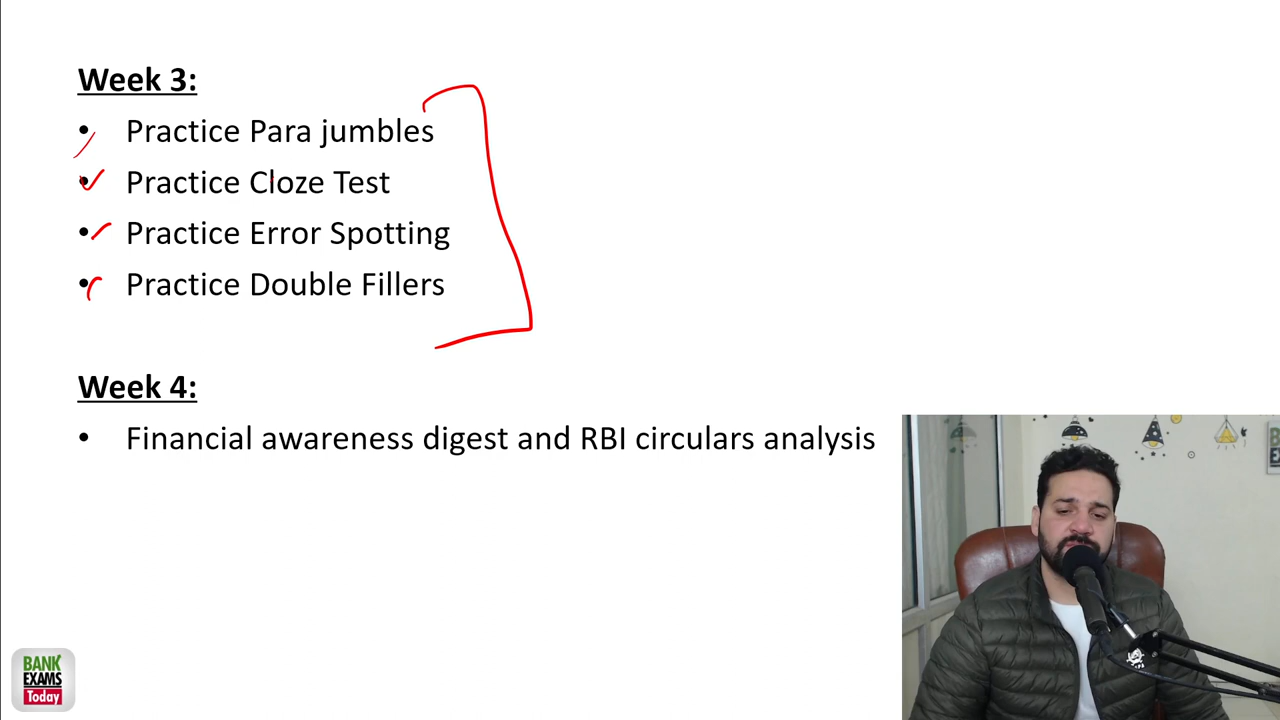 Week 3:
• Practice Para jumbles
• Practice Cloze Test
• Practice Error Spotting
• Practice Double Fillers
Week 4:
• Financial awareness digest and RBI circulars analysis
BANK
EXAMS
Today